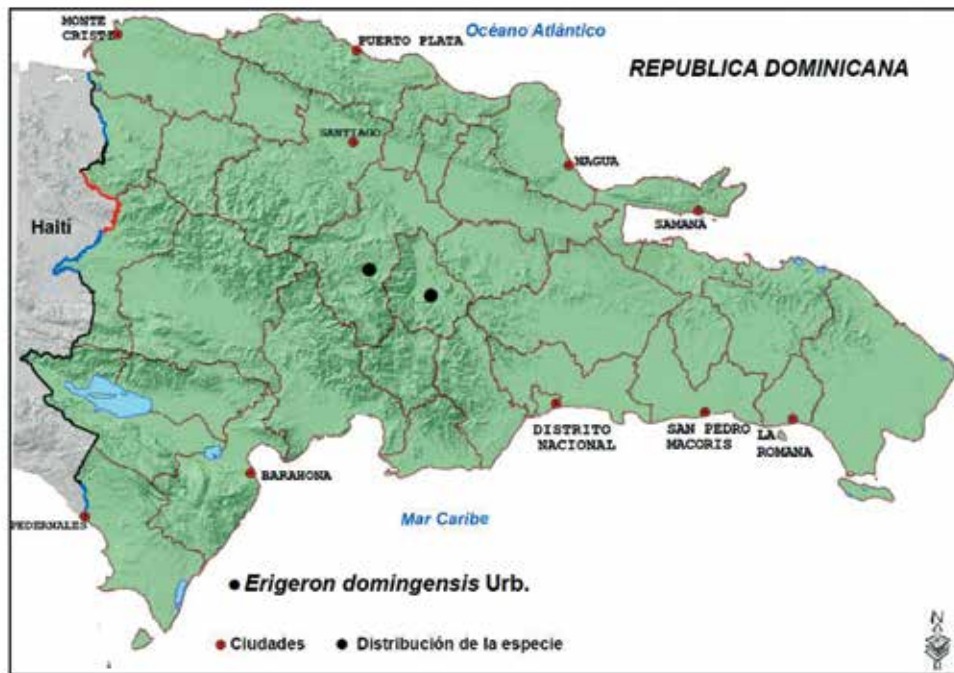 MONTE
CRISTI
PUERTO PLATA
Océano Atlántico
REPUBLICA DOMINICANA
SANTIAGO
NAGUA
SAMANA
Haití
DISTRITO
NACIONAL
SAN PEDRO
MACORIS
LA
ROMANA
BARAHONA
PEDERNALES
Mar Caribe
Erigeron domingensis Urb.
Ciudades
Distribución de la especie
N